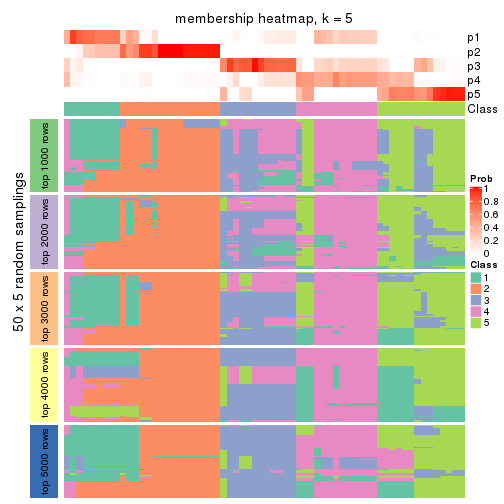 membership heatmap, k = 5
p1
p2
p3
p4
p5
Class
50 x 5 random samplings
top 1000 rows
top 2000 rows
top 3000 rows
top 4000 rows
top 5000 rows
Prob
1
0.8
0.6
0.4
0.2
0
Class
1
2
3
4
5